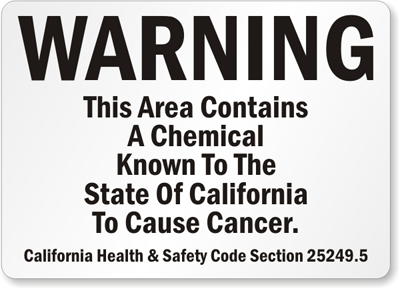 WARNING
This Area Contains
A Chemical
Known To The
State Of California
To Cause Cancer.
California Health & Safety Code Section 25249.5